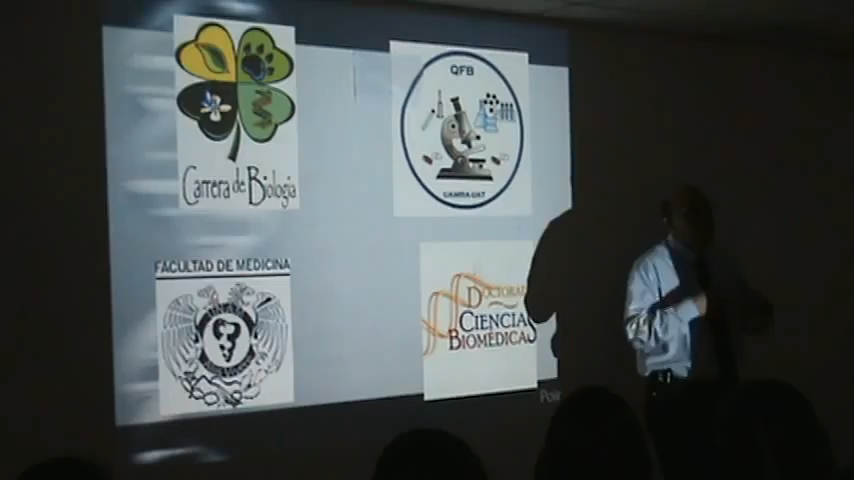 Carrera de Biología
QFB
FACULTAD DE MEDICINA
CIENCIAS
BIOMÉDICAS